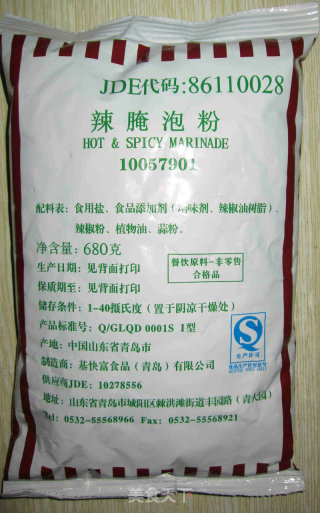 JDE代码:86110028
辣腌泡粉
HOT & SPICY MARINADE
10057901
配料表: 食用盐、食品添加剂(增味剂、辣椒油树脂)、
辣椒粉、植物油、蒜粉。
净含量: 680克
生产日期: 见背面打印
保质期至: 见背面打印
餐饮原料~非零售
合格品
储存条件: 1-40摄氏度(置于阴凉干燥处)
产品标准号: Q/GLQD 0001S I型
产地: 中国山东省青岛市
制造商: 基快富食品(青岛)有限公司
供应商JDE: 10278556
地址: 山东省青岛市城阳区棘洪滩街道丰园路(青大园)
Tel: 0532-55568966 Fax: 0532-55568921
生产许可
美食天下